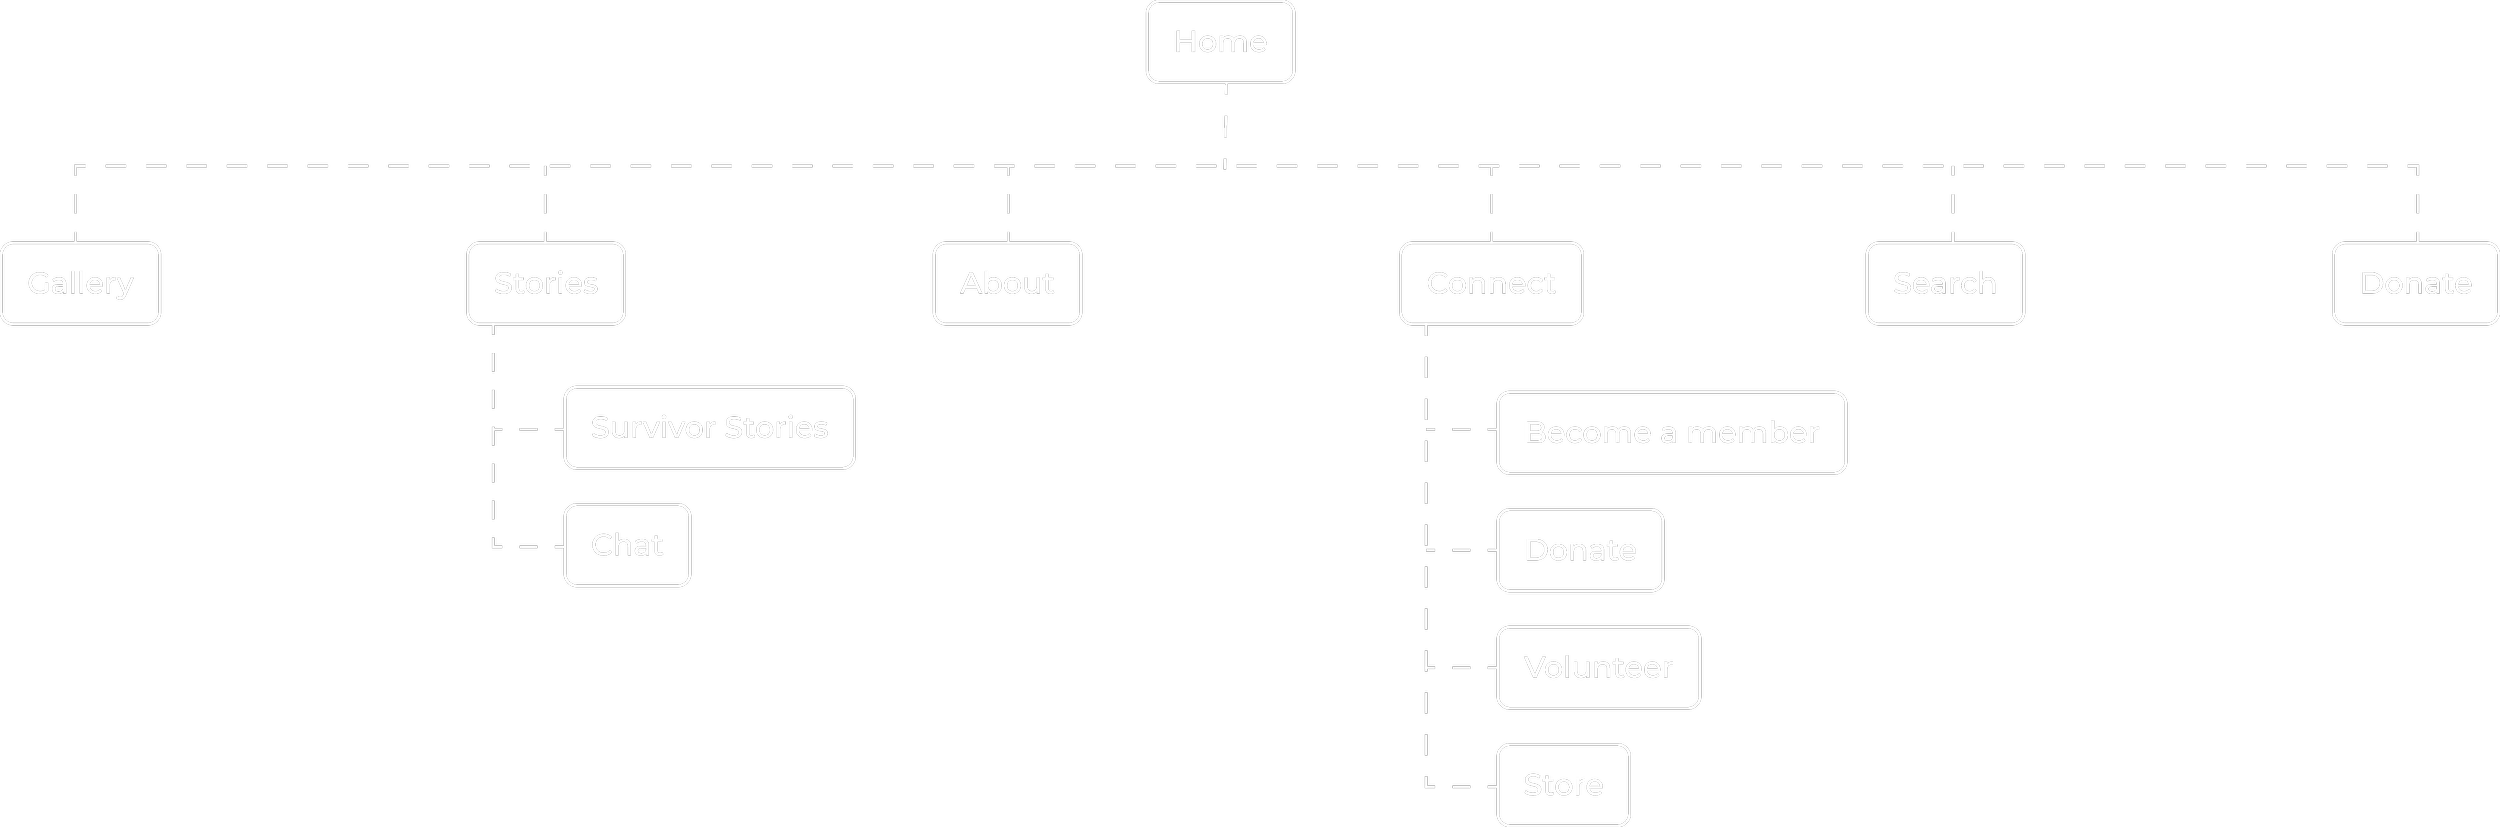 Home
Gallery
Stories
About
Connect
Search
Donate
Survivor Stories
Chat
Become a member
Donate
Volunteer
Store